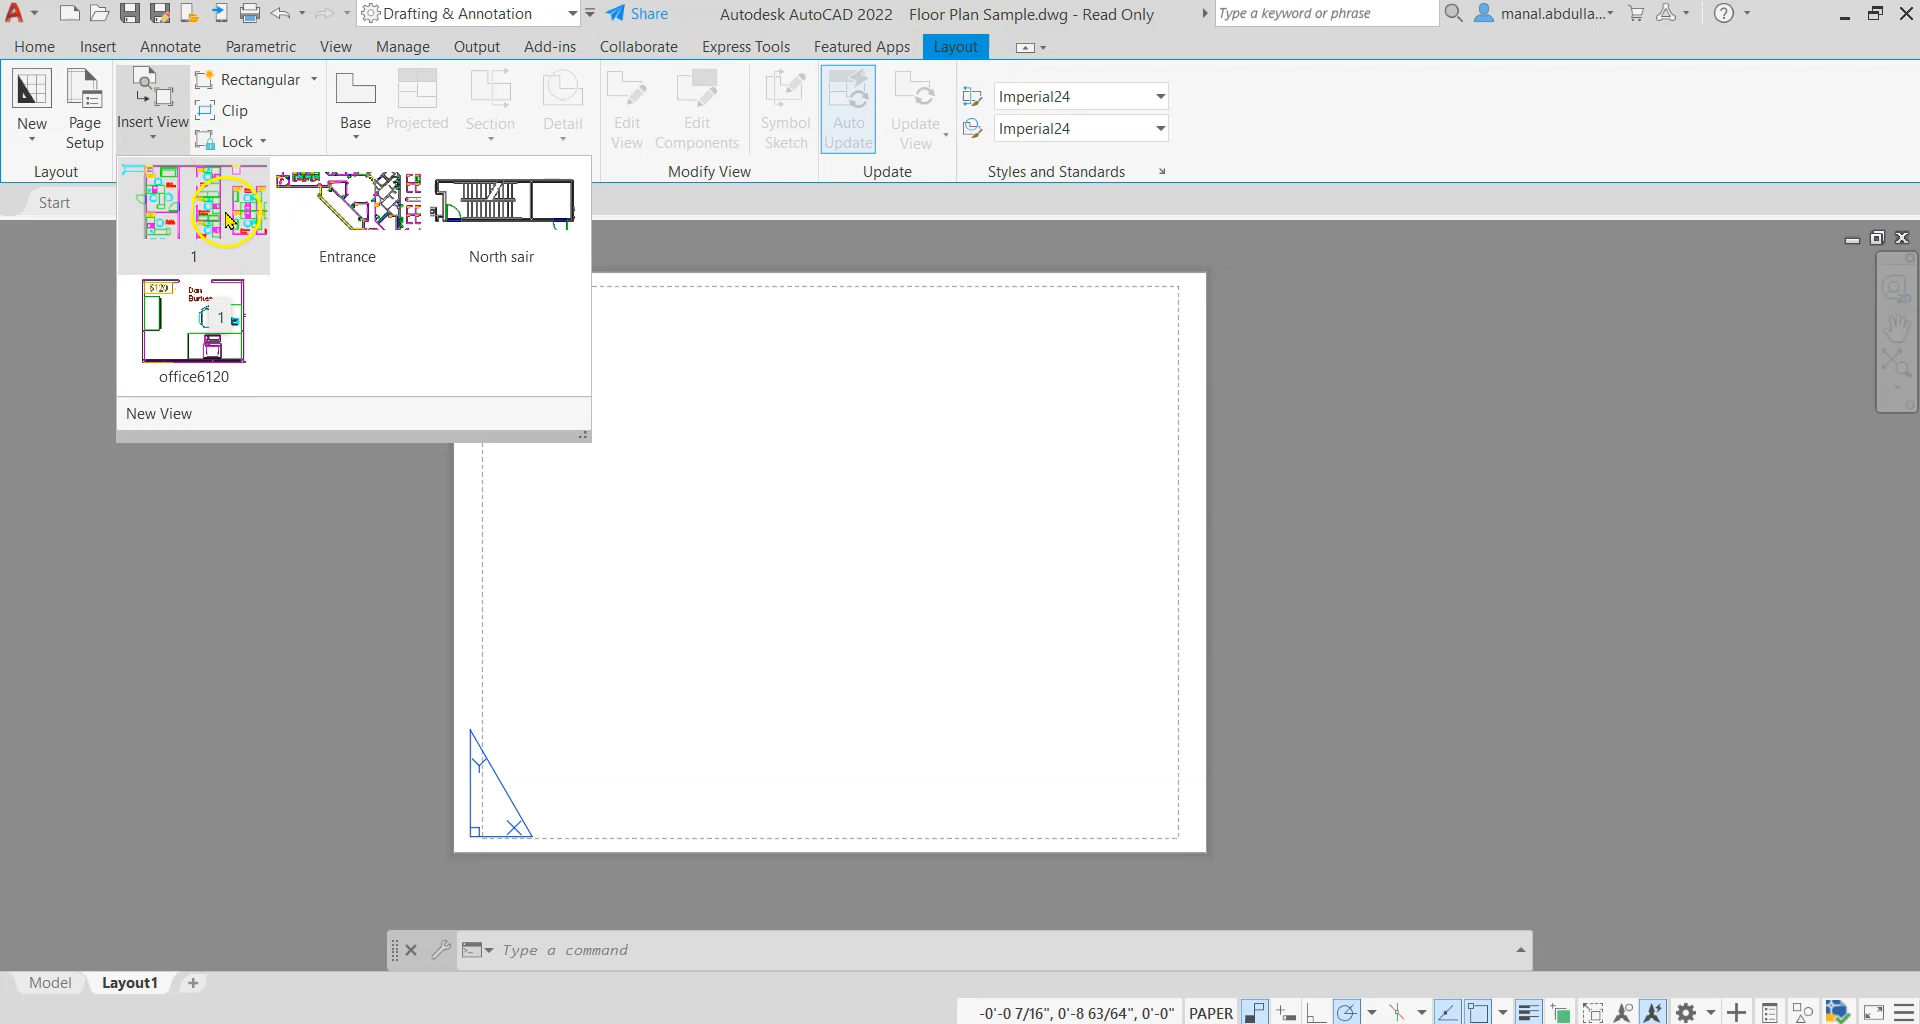 Drafting & Annotation
Share
Autodesk AutoCAD 2022 Floor Plan Sample.dwg - Read Only
Type a keyword or phrase
manal.abdulla...
Home Insert Annotate Parametric View Manage Output Add-ins Collaborate Express Tools Featured Apps Layout
New
Page Setup
Insert View
Rectangular
Clip
Lock
Base
Projected
Section
Detail
Edit View
Edit Components
Symbol Sketch
Auto Update
Update View
Imperial24
Imperial24
Layout
Modify View
Update
Styles and Standards
Start
1
Entrance
North sair
6120
Dan
Burke
1
office6120
New View
Y
X
Type a command
Model Layout1
-0'-0 7/16", 0'-8 63/64", 0'-0" PAPER